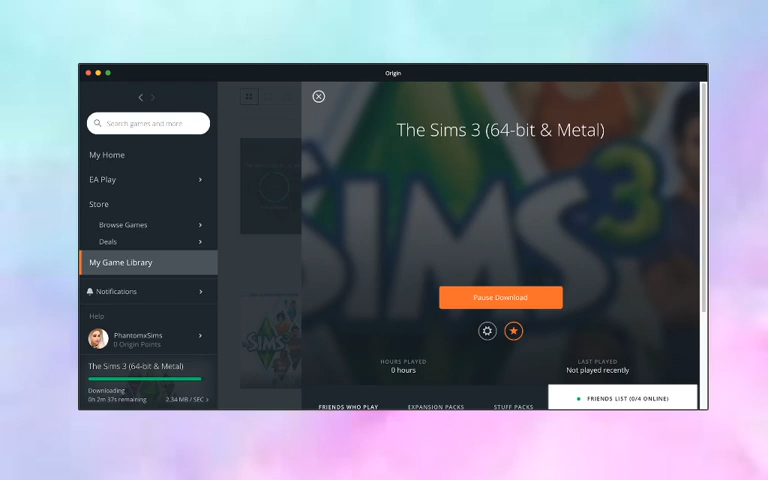 Origin
Search games and more
My Home
EA Play
Store
Browse Games
Deals
My Game Library
Notifications
Help
PhantomxSims
0 Origin Points
The Sims 3 (64-bit & Metal)
Downloading
0h 2m 37s remaining 2.34 MB / SEC
The Sims 3 (64-bit & Metal)
SIMS 3
Pause Download
HOURS PLAYED
0 hours
LAST PLAYED
Not played recently
FRIENDS WHO PLAY EXPANSION PACKS STUFF PACKS
FRIENDS LIST (0/4 ONLINE)